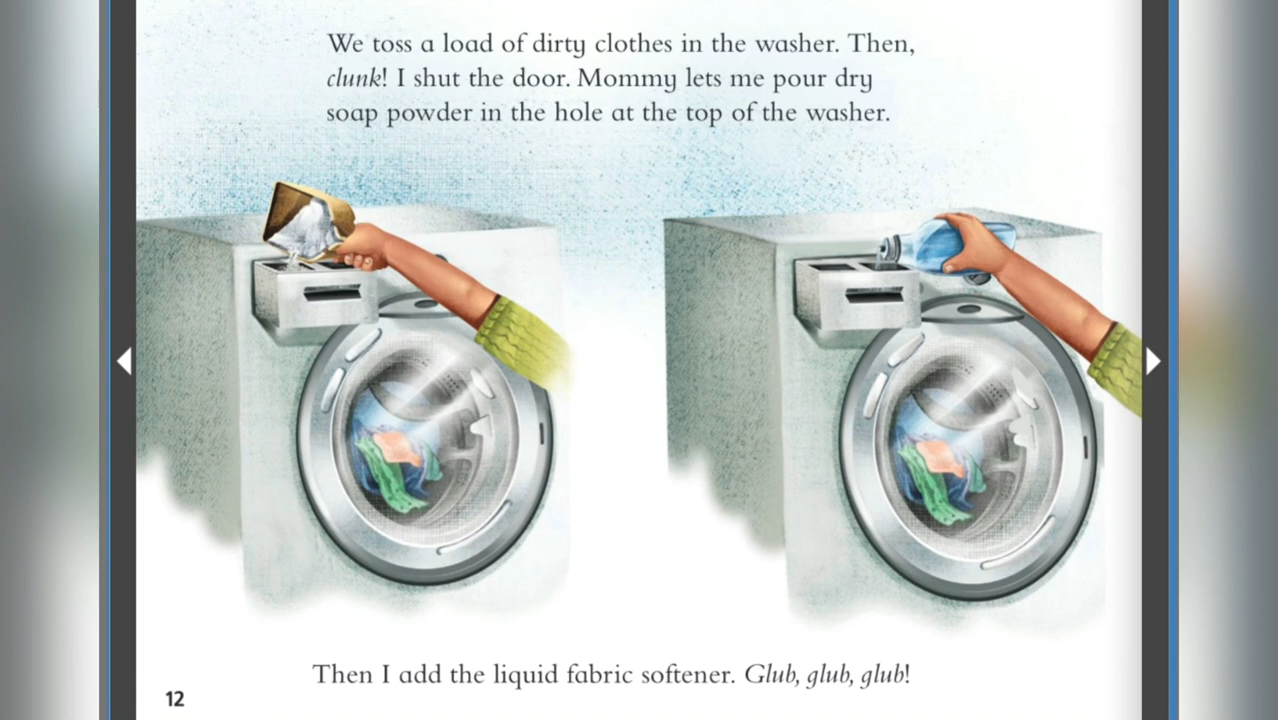 We toss a load of dirty clothes in the washer. Then,
clunk! I shut the door. Mommy lets me pour dry
soap powder in the hole at the top of the washer.
Then I add the liquid fabric softener. Glub, glub, glub!
12